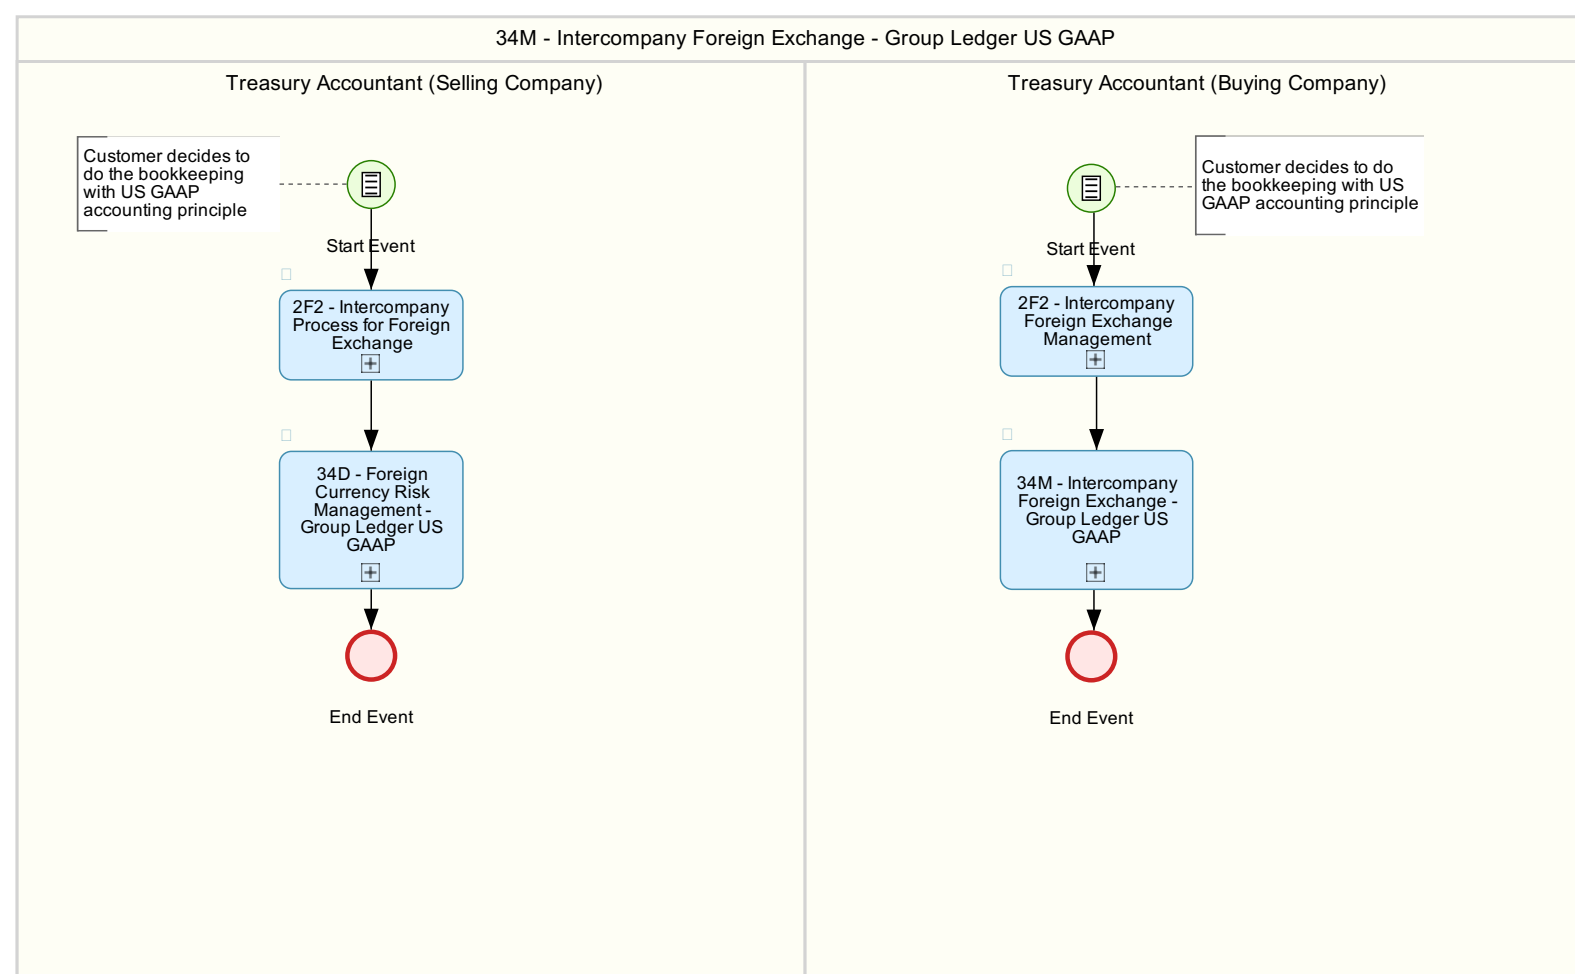 34M - Intercompany Foreign Exchange - Group Ledger US GAAP
Treasury Accountant (Selling Company)
Customer decides to
do the bookkeeping
with US GAAP
accounting principle
Start Event
2F2 - Intercompany
Process for Foreign
Exchange
34D - Foreign
Currency Risk
Management -
Group Ledger US
GAAP
End Event
Treasury Accountant (Buying Company)
Customer decides to do
the bookkeeping with US
GAAP accounting principle
Start Event
2F2 - Intercompany
Foreign Exchange
Management
34M - Intercompany
Foreign Exchange -
Group Ledger US
GAAP
End Event